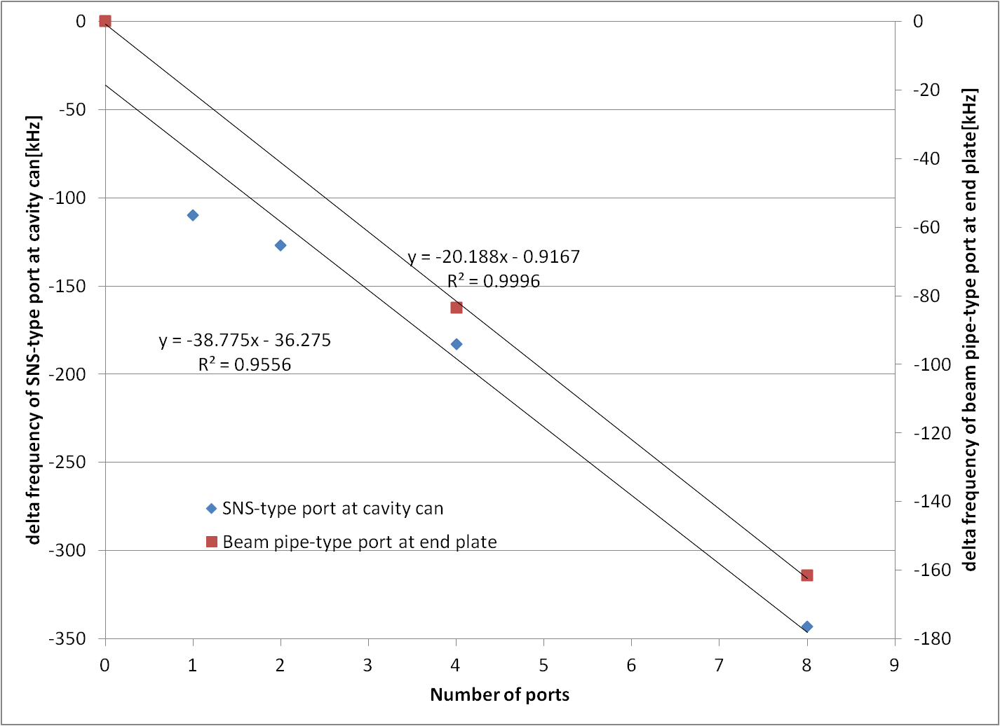 delta frequency of SNS-type port at cavity can[kHz]
-0
-50
-100
-150
-200
-250
-300
-350
y = -20.188x - 0.9167
R² = 0.9996
y = -38.775x - 36.275
R² = 0.9556
SNS-type port at cavity can
Beam pipe-type port at end plate
0
-20
-40
-60
-80
-100
-120
-140
-160
-180
delta frequency of beam pipe-type port at end plate[kHz]
0 1 2 3 4 5 6 7 8 9
Number of ports